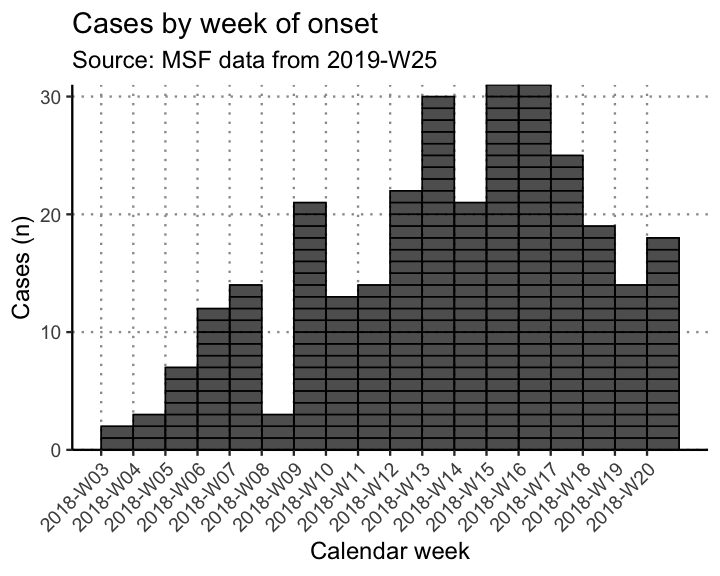 Cases by week of onset
Source: MSF data from 2019-W25
Cases (n)
30
20
10
0
2018-W03
2018-W04
2018-W05
2018-W06
2018-W07
2018-W08
2018-W09
2018-W10
2018-W11
2018-W12
2018-W13
2018-W14
2018-W15
2018-W16
2018-W17
2018-W18
2018-W19
2018-W20
Calendar week